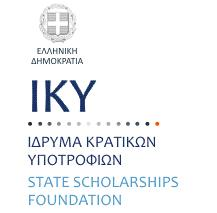 ΕΛΛΗΝΙΚΗ
ΔΗΜΟΚΡΑΤΙΑ
ΙΚΥ
ΙΔΡΥΜΑ ΚΡΑΤΙΚΩΝ
ΥΠΟΤΡΟΦΙΩΝ
STATE SCHOLARSHIPS
FOUNDATION